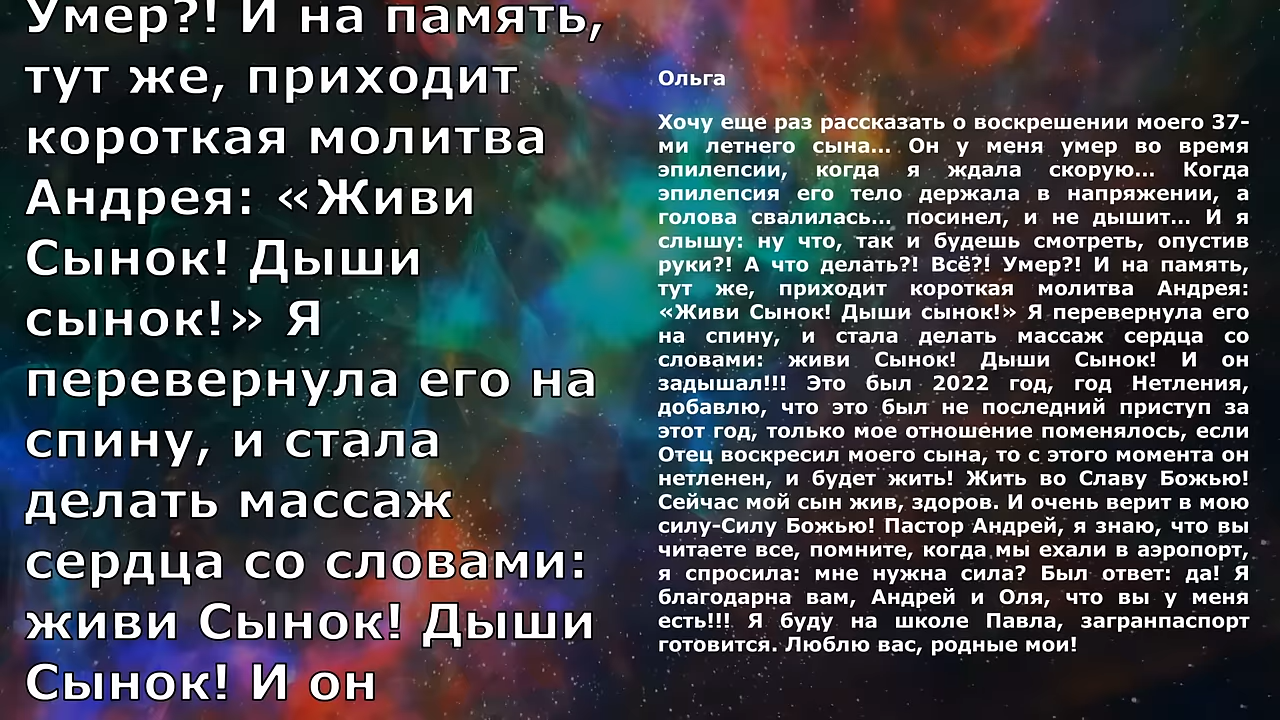 Умер?! И на память,
тут же, приходит
короткая молитва
Андрея: «Живи
Сынок! Дыши
сынок!» Я
перевернула его на
спину, и стала
делать массаж
сердца со словами:
живи Сынок! Дыши
Сынок! И он
Ольга
Хочу еще раз рассказать о воскрешении моего 37-
ми летнего сына... Он у меня умер во время
эпилепсии, когда я ждала скорую... Когда
эпилепсия его тело держала в напряжении, а
голова свалилась... посинел, и не дышит... И я
слышу: ну что, так и будешь смотреть, опустив
руки?! А что делать?! Всё?! Умер?! И на память,
тут же, приходит короткая молитва Андрея:
«Живи Сынок! Дыши сынок!» Я перевернула его
на спину, и стала делать массаж сердца со
словами: живи Сынок! Дыши Сынок! И он
задышал!!! Это был 2022 год, год Нетления,
добавлю, что это был не последний приступ за
этот год, только мое отношение поменялось, если
Отец воскресил моего сына, то с этого момента он
нетленен, и будет жить! Жить во Славу Божью!
Сейчас мой сын жив, здоров. И очень верит в мою
силу-Силу Божью! Пастор Андрей, я знаю, что вы
читаете все, помните, когда мы ехали в аэропорт,
я спросила: мне нужна сила? Был ответ: да! Я
благодарна вам, Андрей и Оля, что вы у меня
есть!!! Я буду на школе Павла, загранпаспорт
готовится. Люблю вас, родные мои!